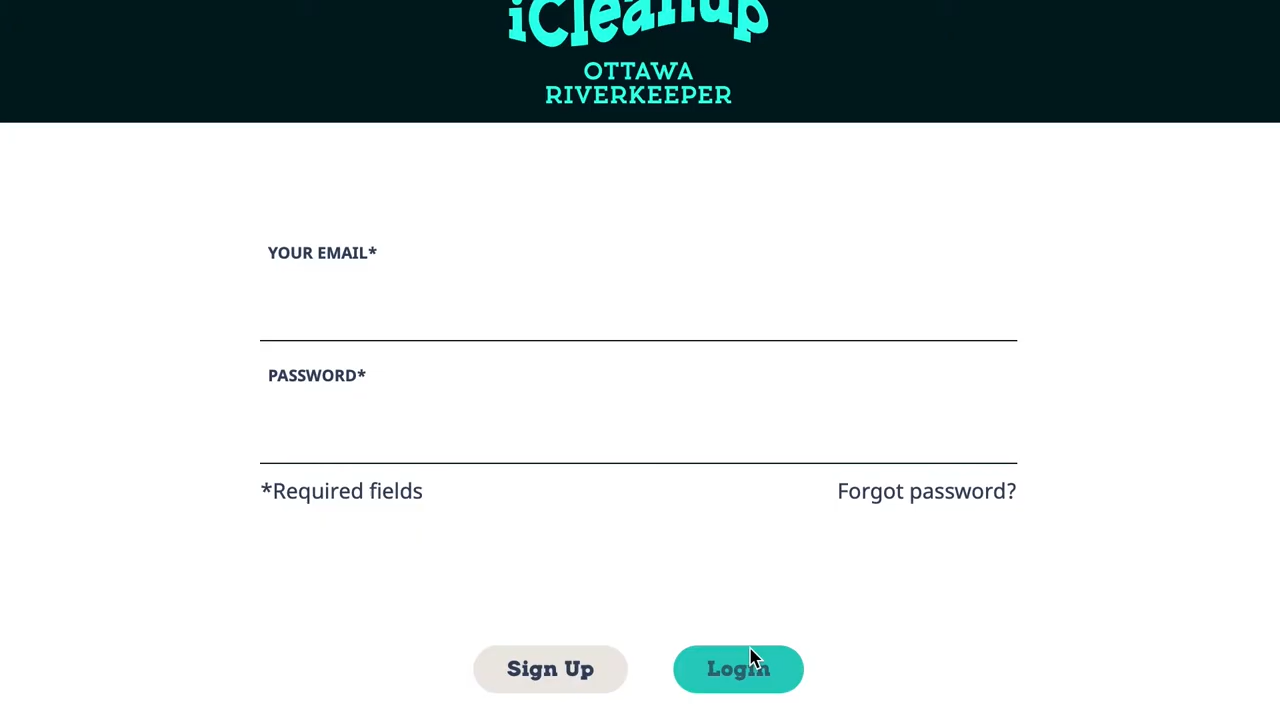 iCleanup
OTTAWA
RIVERKEEPER
YOUR EMAIL*
PASSWORD*
*Required fields
Forgot password?
Sign Up
Login